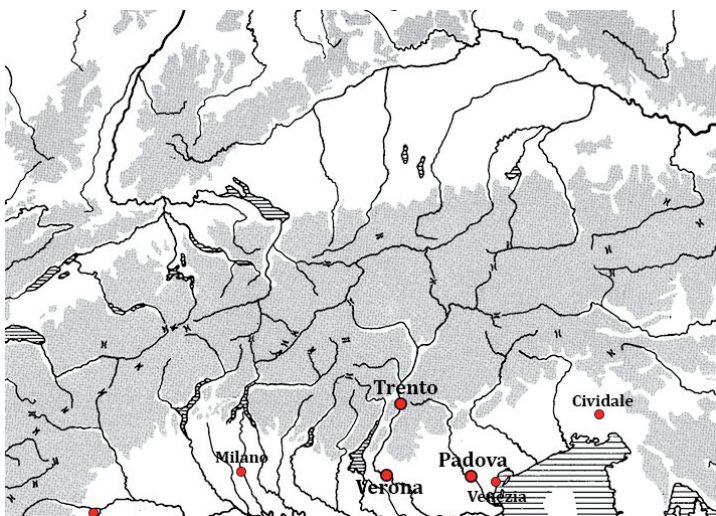 Trento
Cividale
Milano
Padova
Verona
Venezia